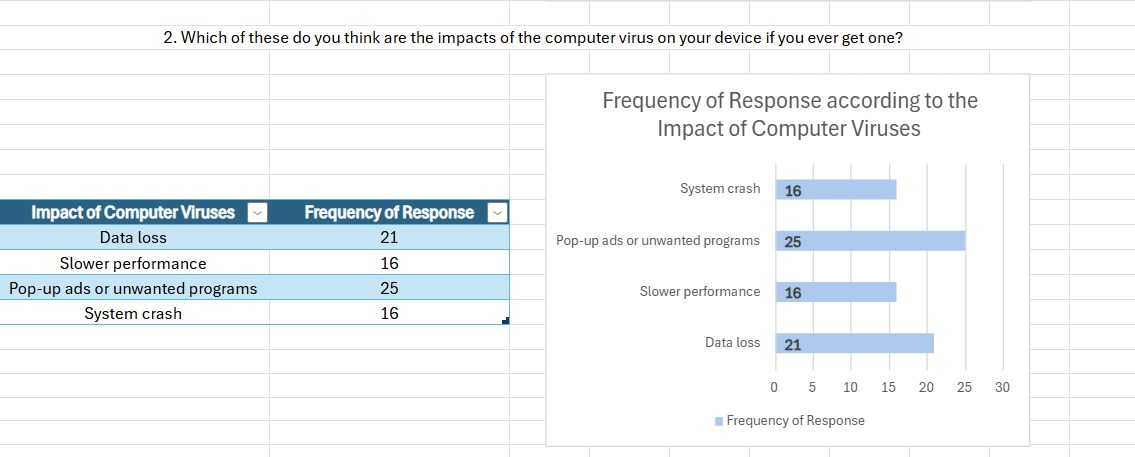 2. Which of these do you think are the impacts of the computer virus on your device if you ever get one?
Impact of Computer Viruses Frequency of Response
Data loss 21
Slower performance 16
Pop-up ads or unwanted programs 25
System crash 16
Frequency of Response according to the
Impact of Computer Viruses
System crash 16
Pop-up ads or unwanted programs 25
Slower performance 16
Data loss 21
0 5 10 15 20 25 30
Frequency of Response